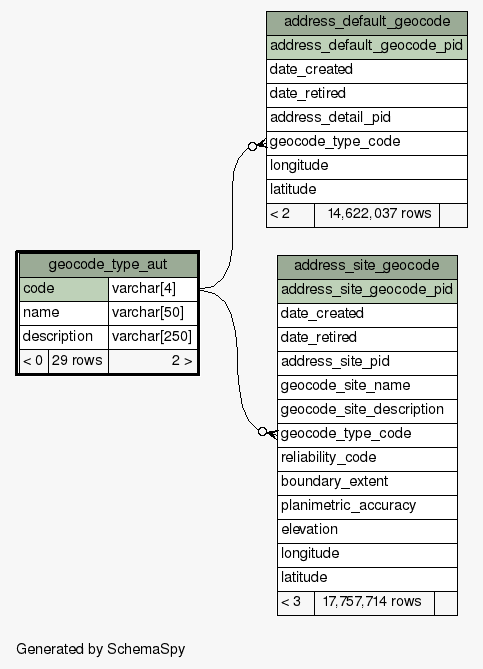 address_default_geocode
address_default_geocode_pid
date_created
date_retired
address_detail_pid
geocode_type_code
longitude
latitude
< 2 14,622,037 rows
geocode_type_aut
code varchar[4]
name varchar[50]
description varchar[250]
< 0 29 rows 2 >
address_site_geocode
address_site_geocode_pid
date_created
date_retired
address_site_pid
geocode_site_name
geocode_site_description
geocode_type_code
reliability_code
boundary_extent
planimetric_accuracy
elevation
longitude
latitude
< 3 17,757,714 rows
Generated by SchemaSpy